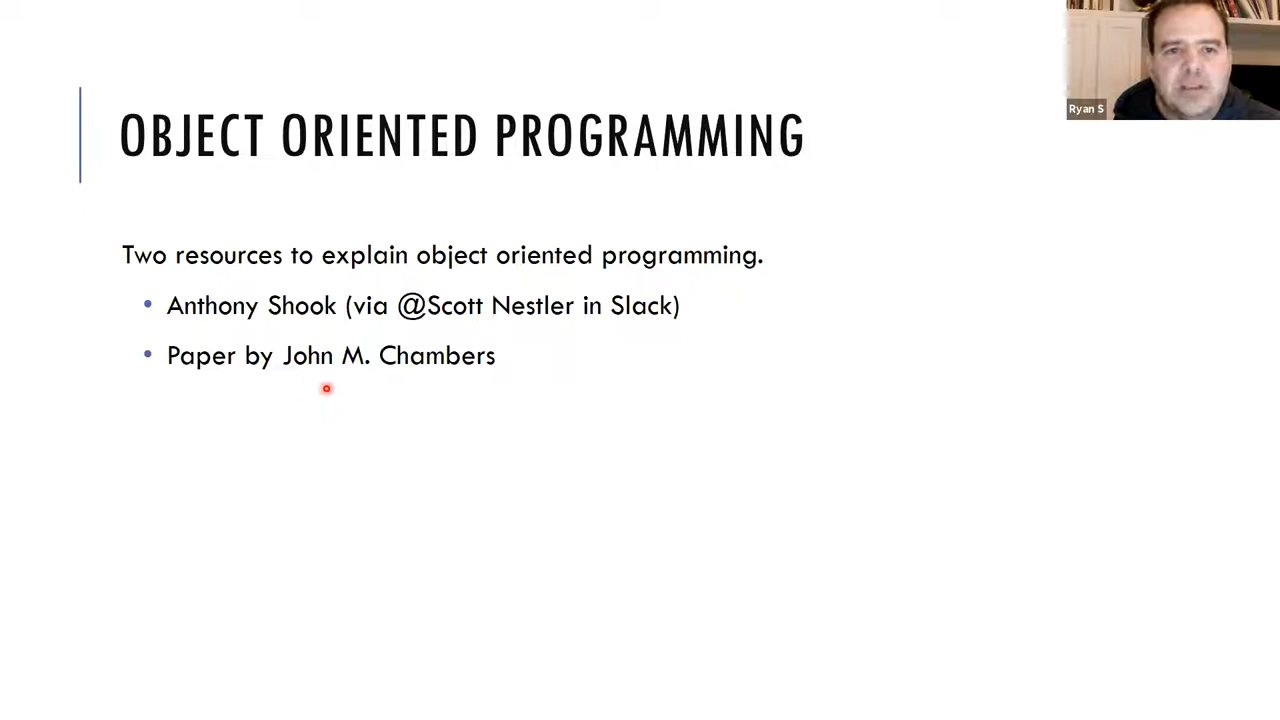 Ryan S
OBJECT ORIENTED PROGRAMMING
Two resources to explain object oriented programming.
• Anthony Shook (via @Scott Nestler in Slack)
• Paper by John M. Chambers